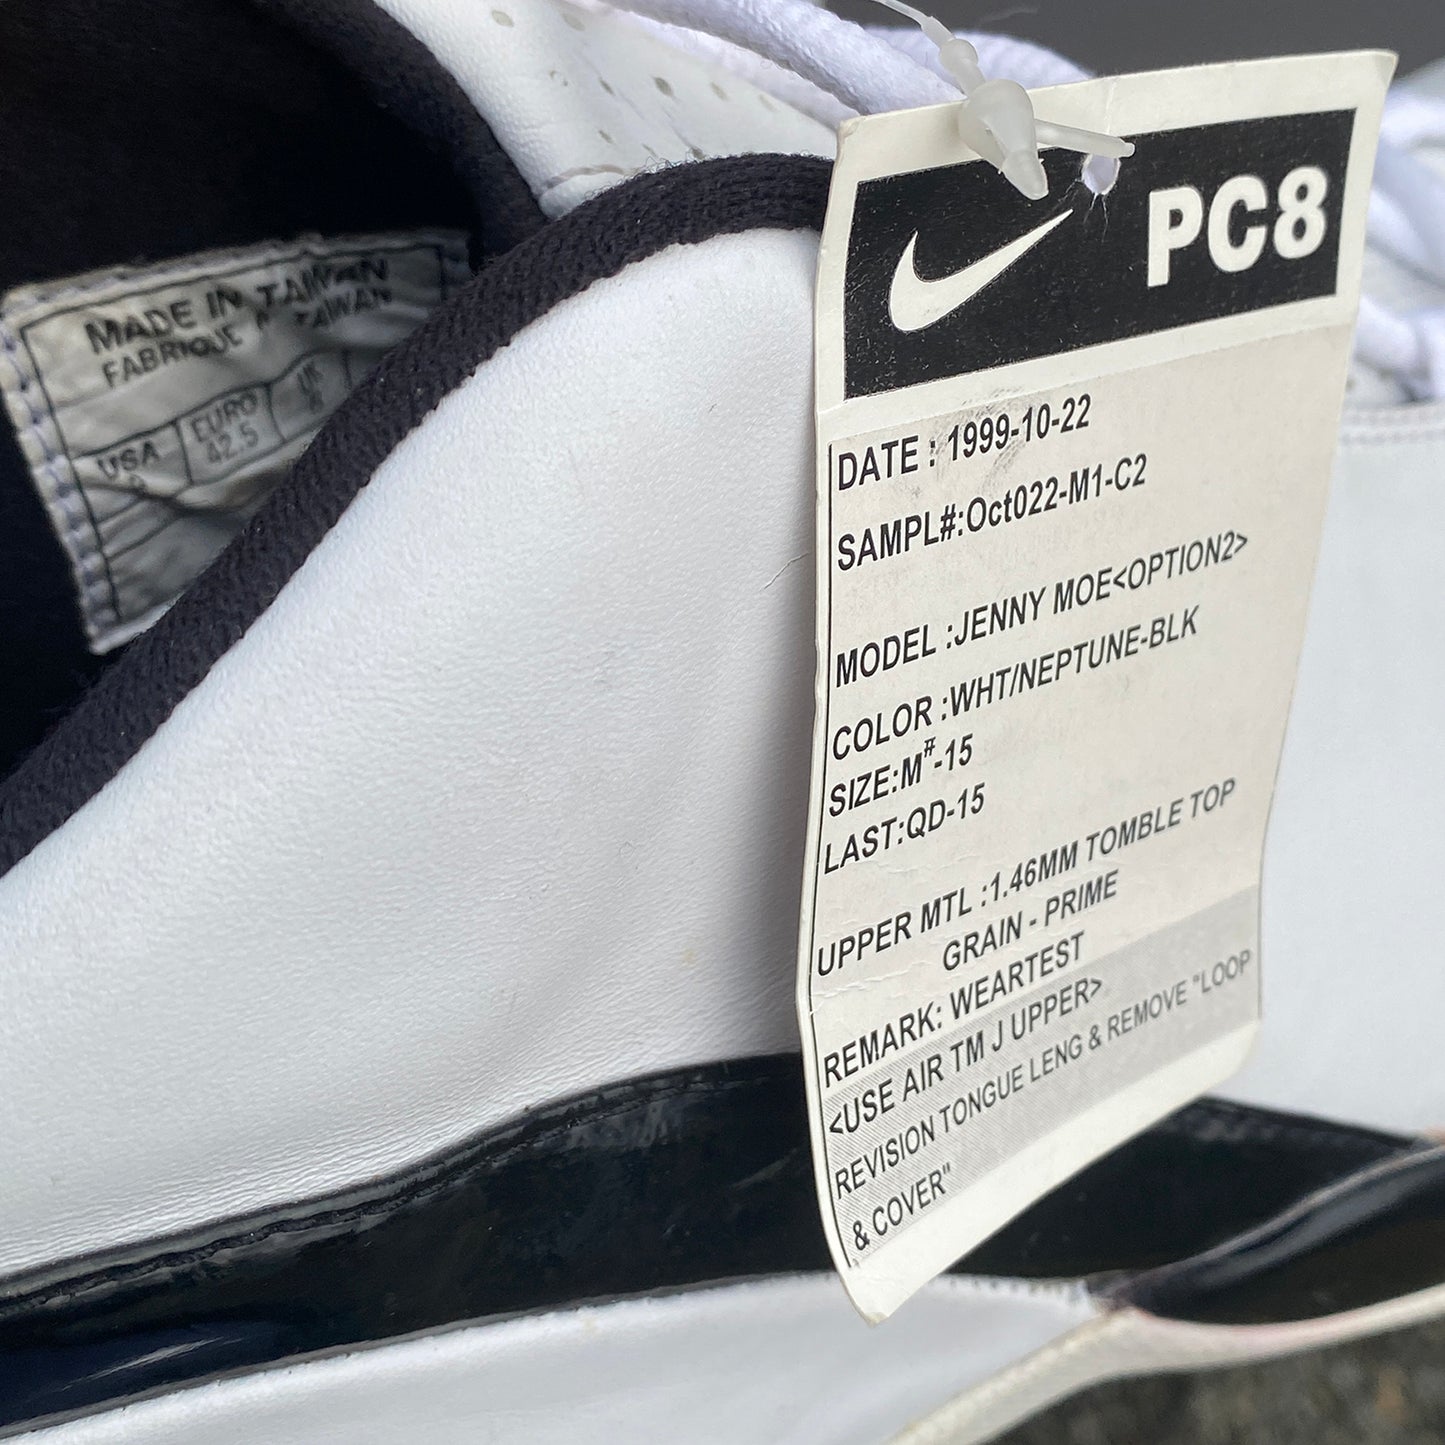 MADE IN TAIWAN
FABRIQUE TAIWAN
USA EURO UK
42.5
PC8
DATE : 1999-10-22
SAMPL#:Oct022-M1-C2
MODEL :JENNY MOE<OPTION2>
COLOR :WHT/NEPTUNE-BLK
SIZE:M#-15
LAST:QD-15
UPPER MTL :1.46MM TOMBLE TOP
GRAIN - PRIME
REMARK: WEARTEST
<USE AIR TM J UPPER>
REVISION TONGUE LENG & REMOVE "LOOP
& COVER"